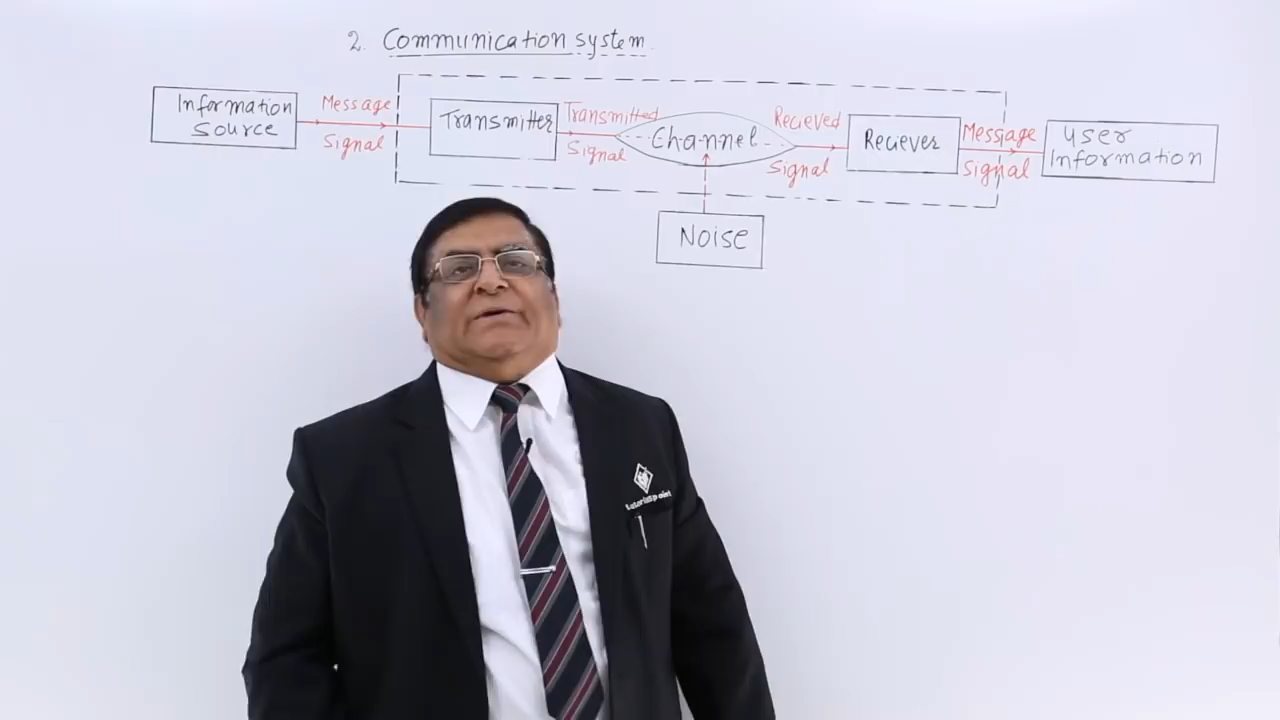 2. Communication system
Information
Source
Message
Signal
Transmitter
Transmitted
Signal
Channel
Recieved
Signal
Reciever
Message
Signal
User
Information
Noise
tutorialspoint